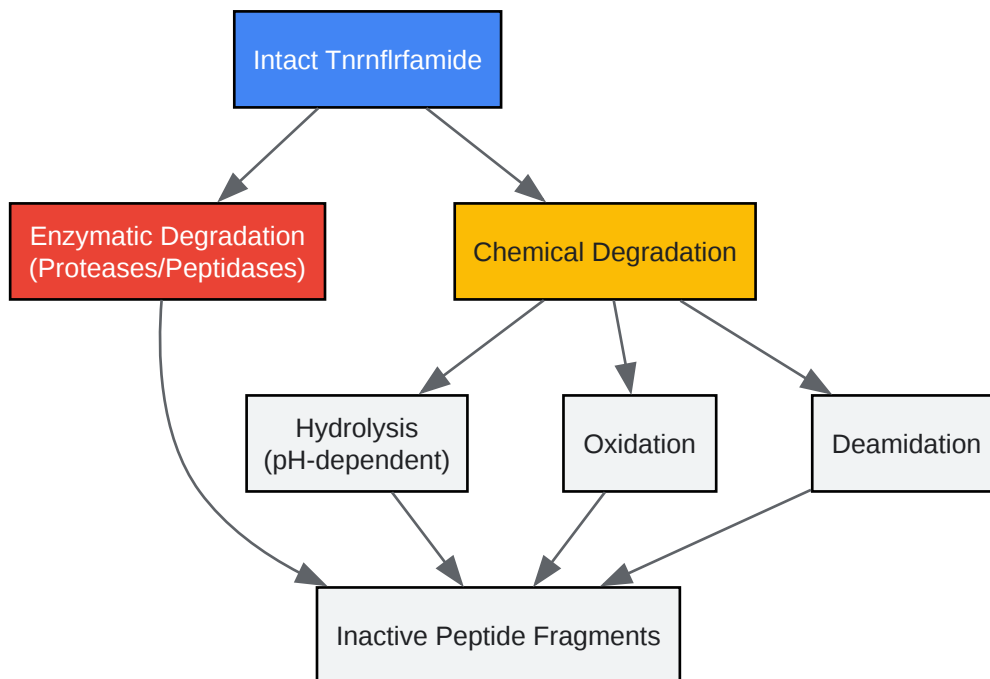 Intact Tnrnflrfamide
Enzymatic Degradation
(Proteases/Peptidases)
Chemical Degradation
Hydrolysis
(pH-dependent)
Oxidation
Deamidation
Inactive Peptide Fragments